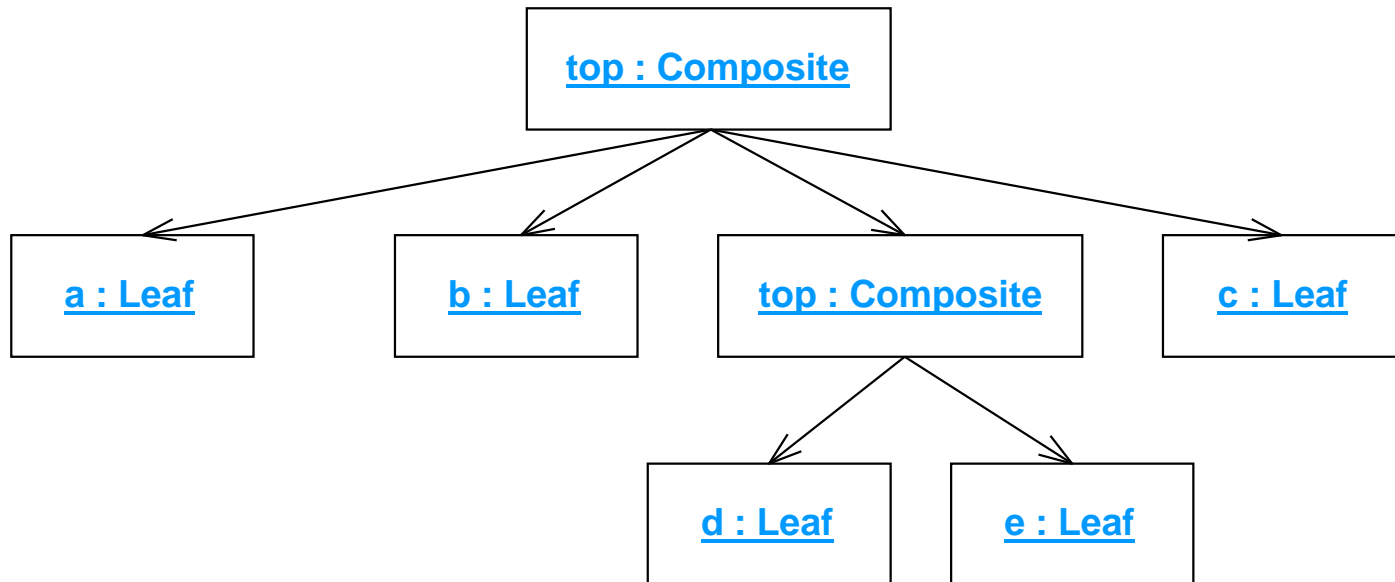 top : Composite
a : Leaf
b : Leaf
top : Composite
c : Leaf
d : Leaf
e : Leaf